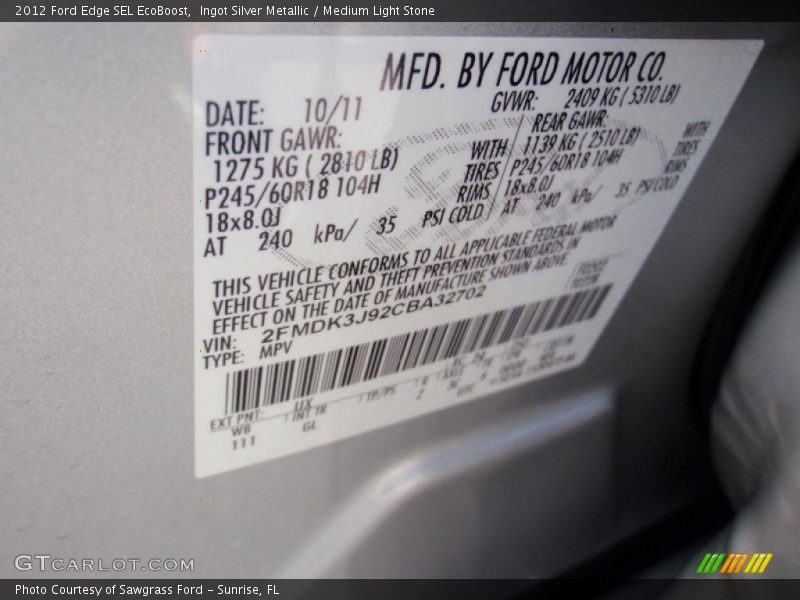 2012 Ford Edge SEL EcoBoost, Ingot Silver Metallic / Medium Light Stone
MFD. BY FORD MOTOR CO.
DATE: 10/11 GVWR: 2409 KG ( 5310 LB)
FRONT GAWR: REAR GAWR:
1275 KG ( 2810 LB) WITH 1139 KG ( 2510 LB) WITH
P245/60R18 104H TIRES P245/60R18 104H TIRES
18x8.0J RIMS 18x8.0J RIMS
AT 240 kPa/ 35 PSI COLD AT 240 kPa/ 35 PSI COLD
THIS VEHICLE CONFORMS TO ALL APPLICABLE FEDERAL MOTOR
VEHICLE SAFETY AND THEFT PREVENTION STANDARDS IN
EFFECT ON THE DATE OF MANUFACTURE SHOWN ABOVE.
VIN: 2FMDK3J92CBA32702
TYPE: MPV
EXT PNT: UX
WB INT TR TP/PS R
111 GL Z
GTCARLOT.COM
Photo Courtesy of Sawgrass Ford - Sunrise, FL